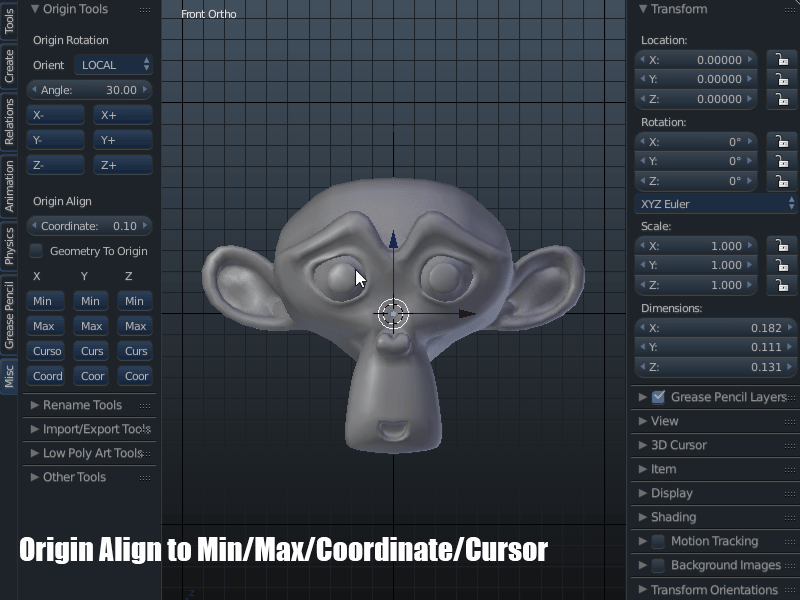 Tools
Create
Relations
Animation
Physics
Grease Pencil
Misc
Origin Tools
Origin Rotation
Orient LOCAL
Angle: 30.00
X- X+
Y- Y+
Z- Z+
Origin Align
Coordinate: 0.10
Geometry To Origin
X Y Z
Min Min Min
Max Max Max
Curso Curs Curs
Coord Coor Coor
Rename Tools
Import/Export Tools
Low Poly Art Tools
Other Tools
Front Ortho
Origin Align to Min/Max/Coordinate/Cursor
Transform
Location:
X: 0.00000
Y: 0.00000
Z: 0.00000
Rotation:
X: 0°
Y: 0°
Z: 0°
XYZ Euler
Scale:
X: 1.000
Y: 1.000
Z: 1.000
Dimensions:
X: 0.182
Y: 0.111
Z: 0.131
Grease Pencil Layers
View
3D Cursor
Item
Display
Shading
Motion Tracking
Background Images
Transform Orientations